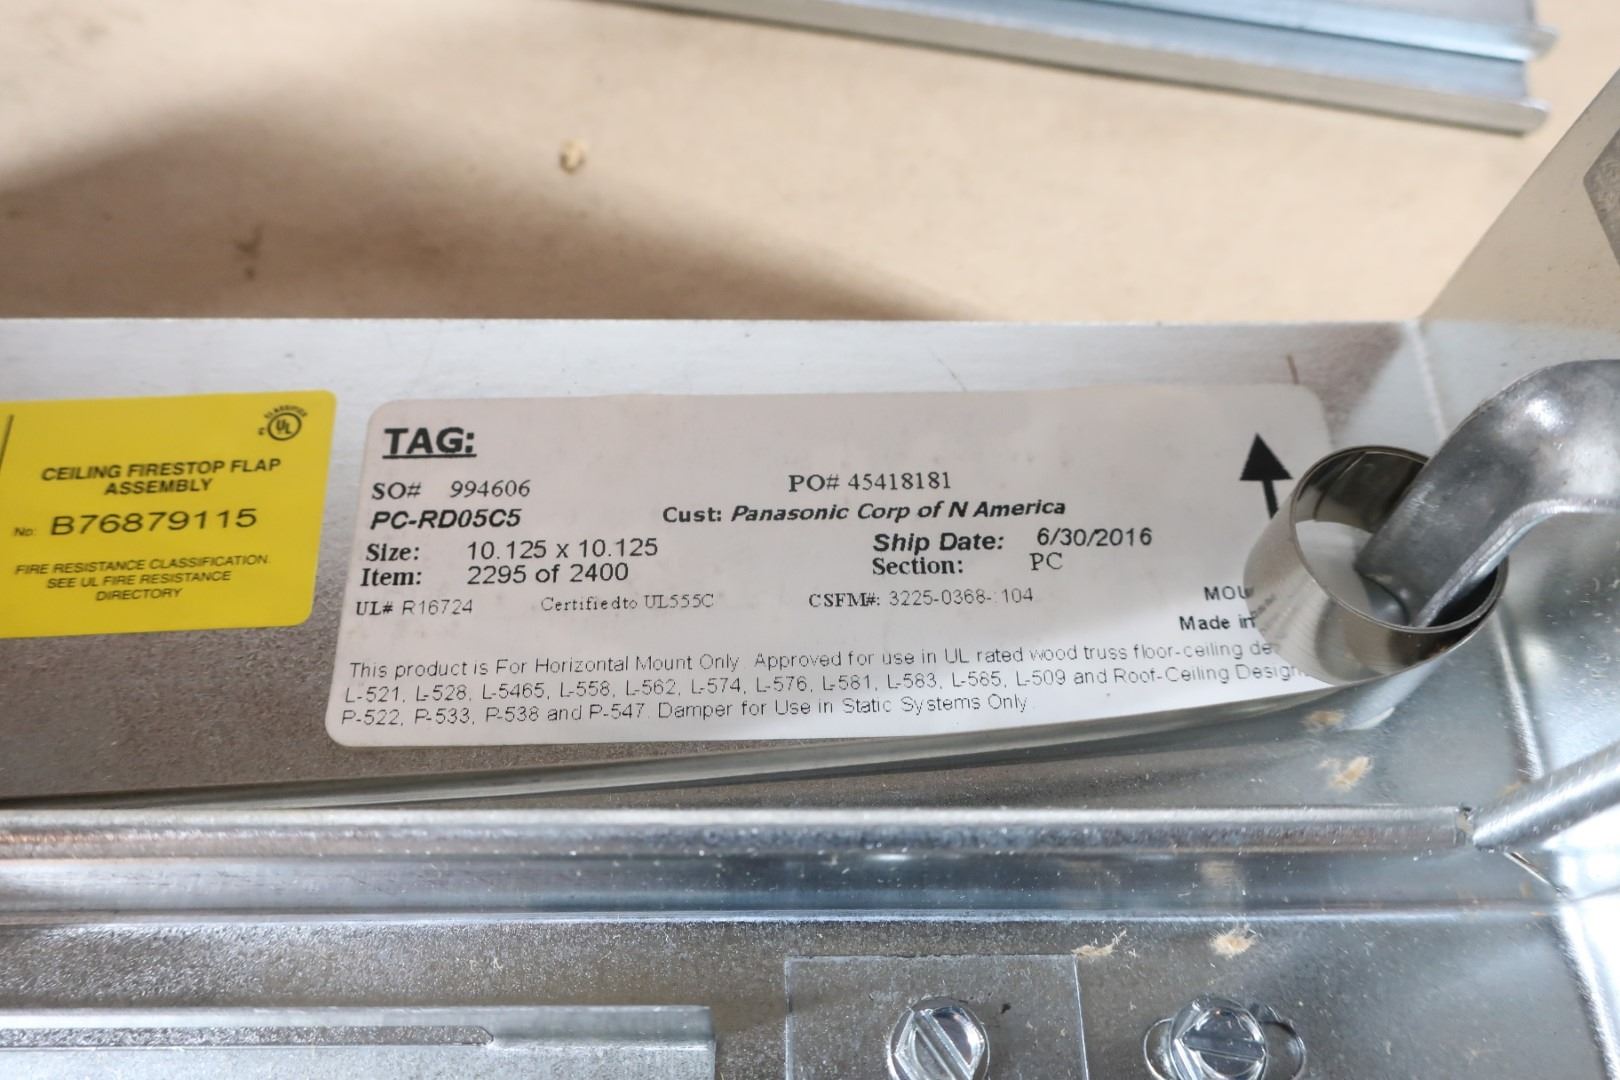 CLASSIFIED
UL
CEILING FIRESTOP FLAP
ASSEMBLY
No: B76879115
FIRE RESISTANCE CLASSIFICATION
SEE UL FIRE RESISTANCE
DIRECTORY
TAG:
SO# 994606 PO# 45418181
PC-RD05C5 Cust: Panasonic Corp of N America
Size: 10.125 x 10.125 Ship Date: 6/30/2016
Item: 2295 of 2400 Section: PC
UL# R16724 Certified to UL555C CSFM#: 3225-0368-:104
Made in
This product is For Horizontal Mount Only. Approved for use in UL rated wood truss floor-ceiling
L-521, L-528, L-5465, L-558, L-562, L-574, L-576, L-581, L-583, L-585, L-509 and Roof-Ceiling Design
P-522, P-533, P-538 and P-547. Damper for Use in Static Systems Only.